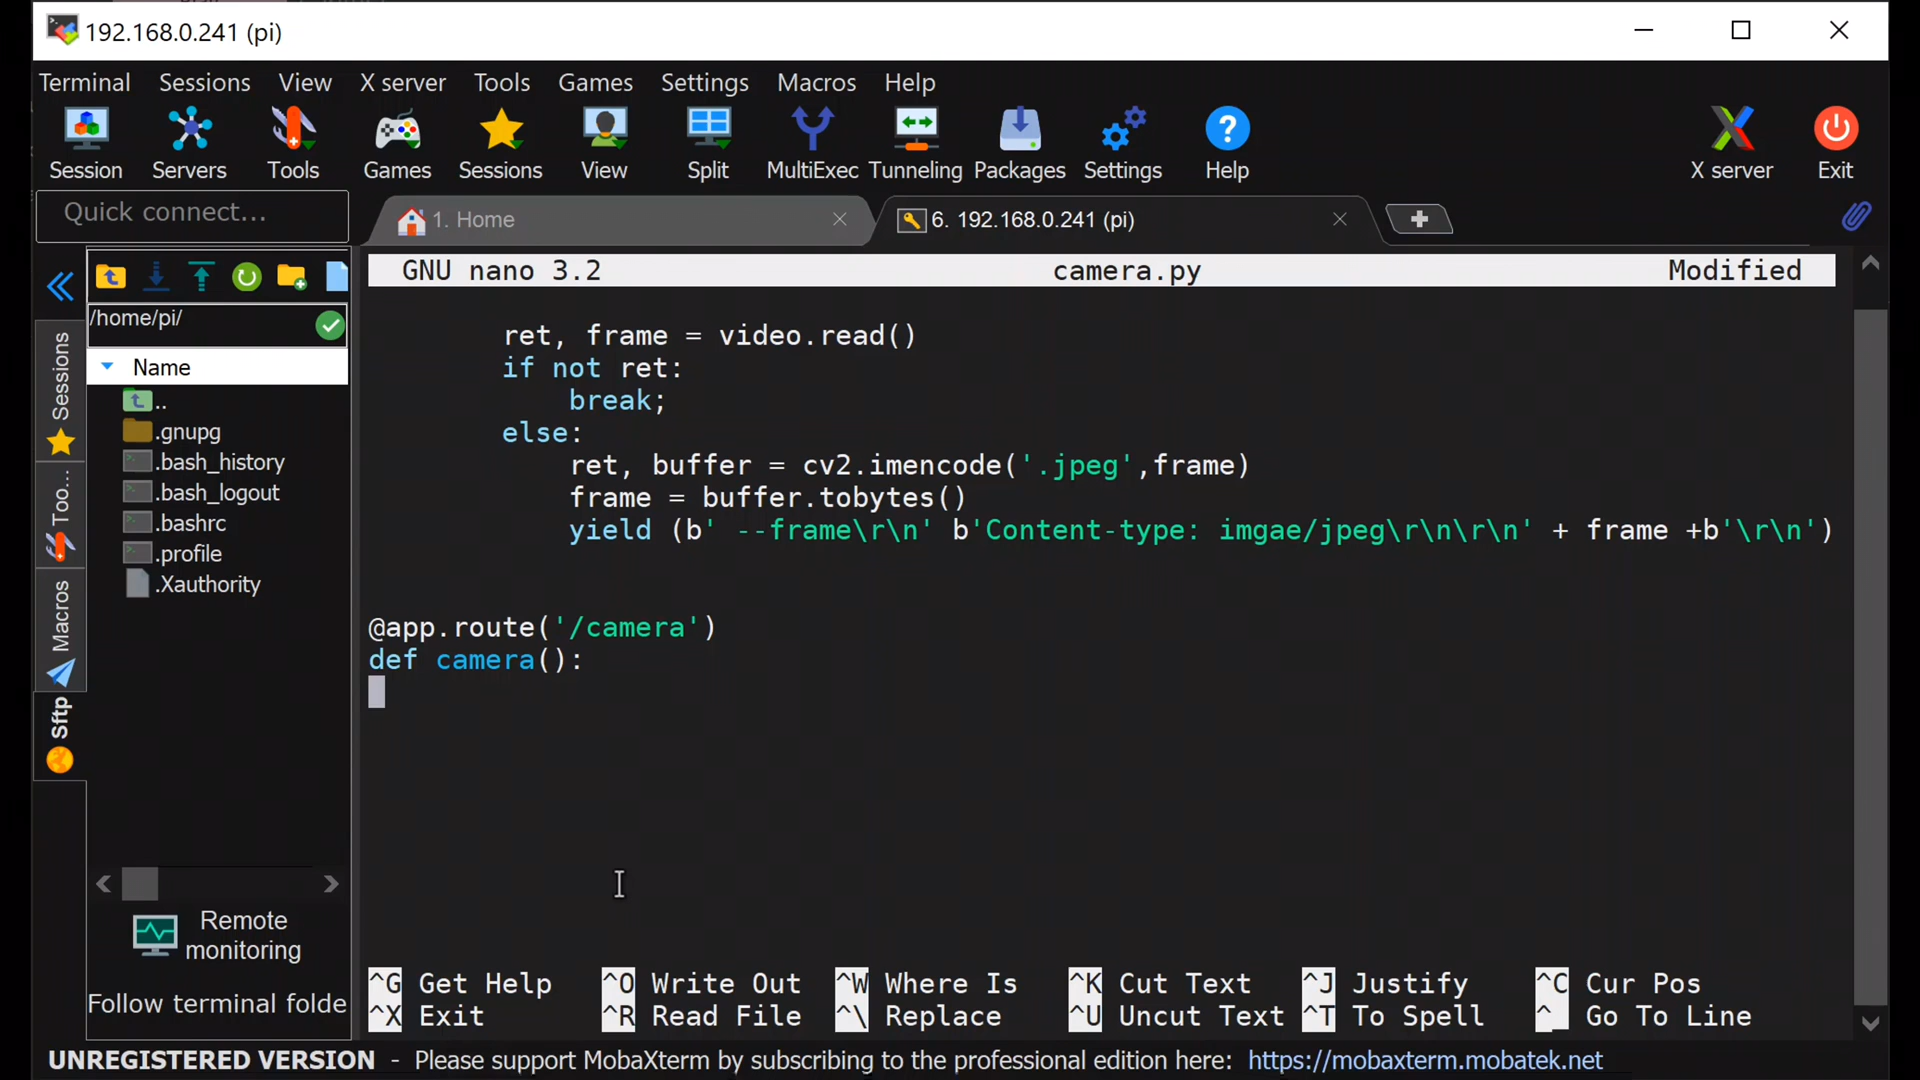 192.168.0.241 (pi)
Terminal Sessions View X server Tools Games Settings Macros Help
Session Servers Tools Games Sessions View Split MultiExec Tunneling Packages Settings Help X server Exit
Quick connect...
1. Home
6. 192.168.0.241 (pi)
/home/pi/
Name
..
.gnupg
.bash_history
.bash_logout
.bashrc
.profile
.Xauthority
Sessions
Too...
Macros
Sftp
Remote
monitoring
Follow terminal folde
GNU nano 3.2 camera.py Modified
ret, frame = video.read()
if not ret:
break;
else:
ret, buffer = cv2.imencode('.jpeg',frame)
frame = buffer.tobytes()
yield (b' --frame\r\n' b'Content-type: imgae/jpeg\r\n\r\n' + frame +b'\r\n')
@app.route('/camera')
def camera():
^G Get Help ^O Write Out ^W Where Is ^K Cut Text ^J Justify ^C Cur Pos
^X Exit ^R Read File ^\ Replace ^U Uncut Text ^T To Spell ^_ Go To Line
UNREGISTERED VERSION - Please support MobaXterm by subscribing to the professional edition here: https://mobaxterm.mobatek.net